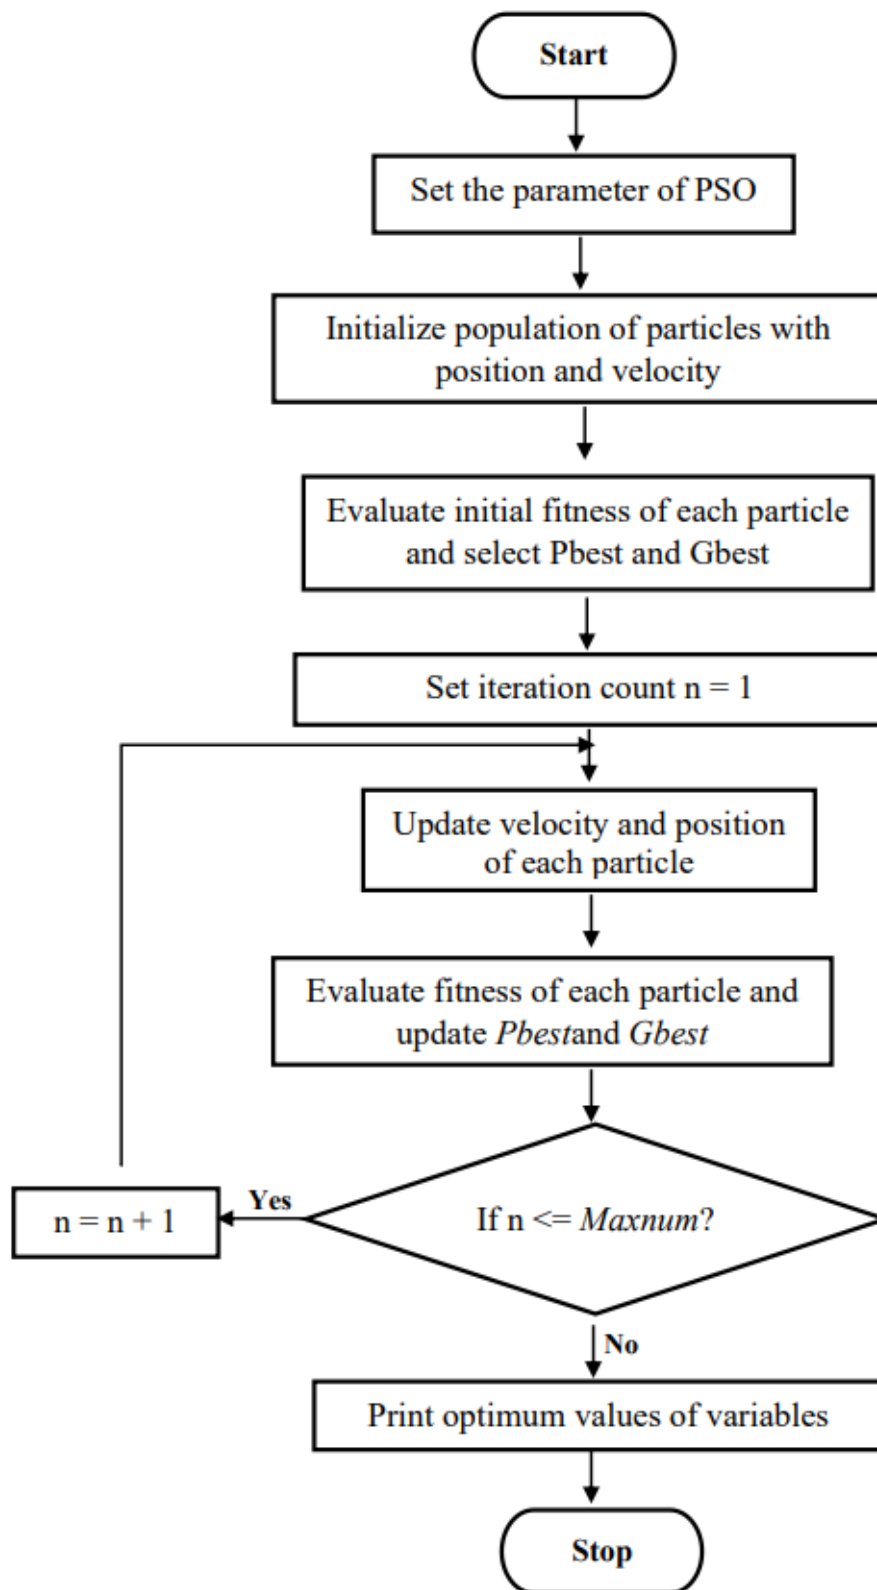 Start
Set the parameter of PSO
Initialize population of particles with
position and velocity
Evaluate initial fitness of each particle
and select Pbest and Gbest
Set iteration count n = 1
Update velocity and position
of each particle
Evaluate fitness of each particle and
update Pbestand Gbest
If n <= Maxnum?
Yes
n = n + 1
No
Print optimum values of variables
Stop